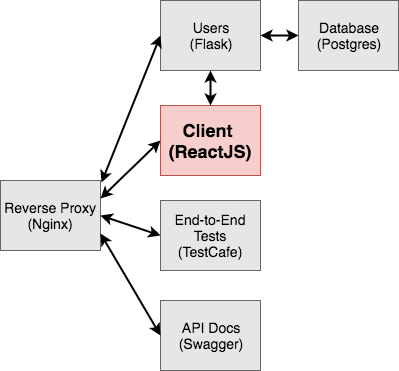 Users
(Flask)
Database
(Postgres)
Client
(ReactJS)
Reverse Proxy
(Nginx)
End-to-End
Tests
(TestCafe)
API Docs
(Swagger)